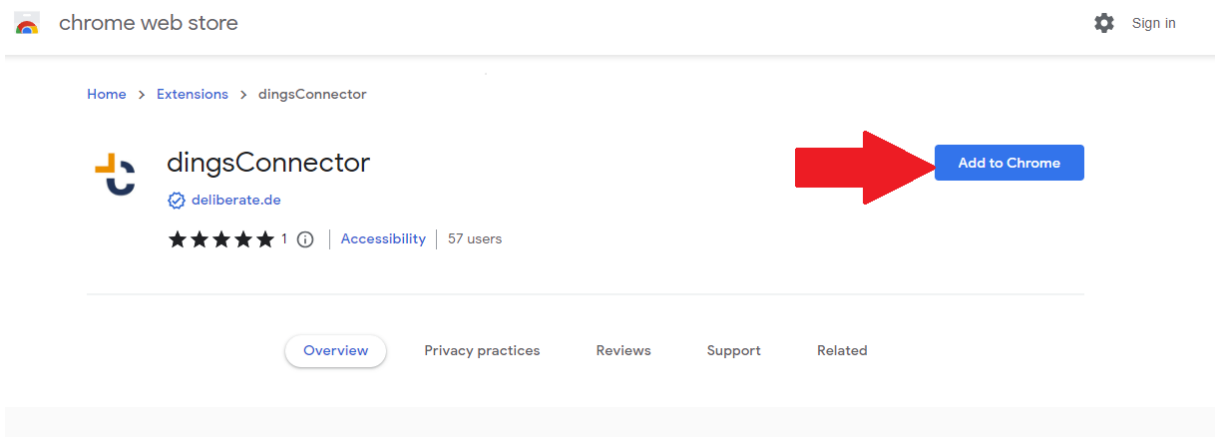 chrome web store
Sign in
Home > Extensions > dingsConnector
dingsConnector
Add to Chrome
deliberate.de
1
Accessibility
57 users
Overview
Privacy practices
Reviews
Support
Related